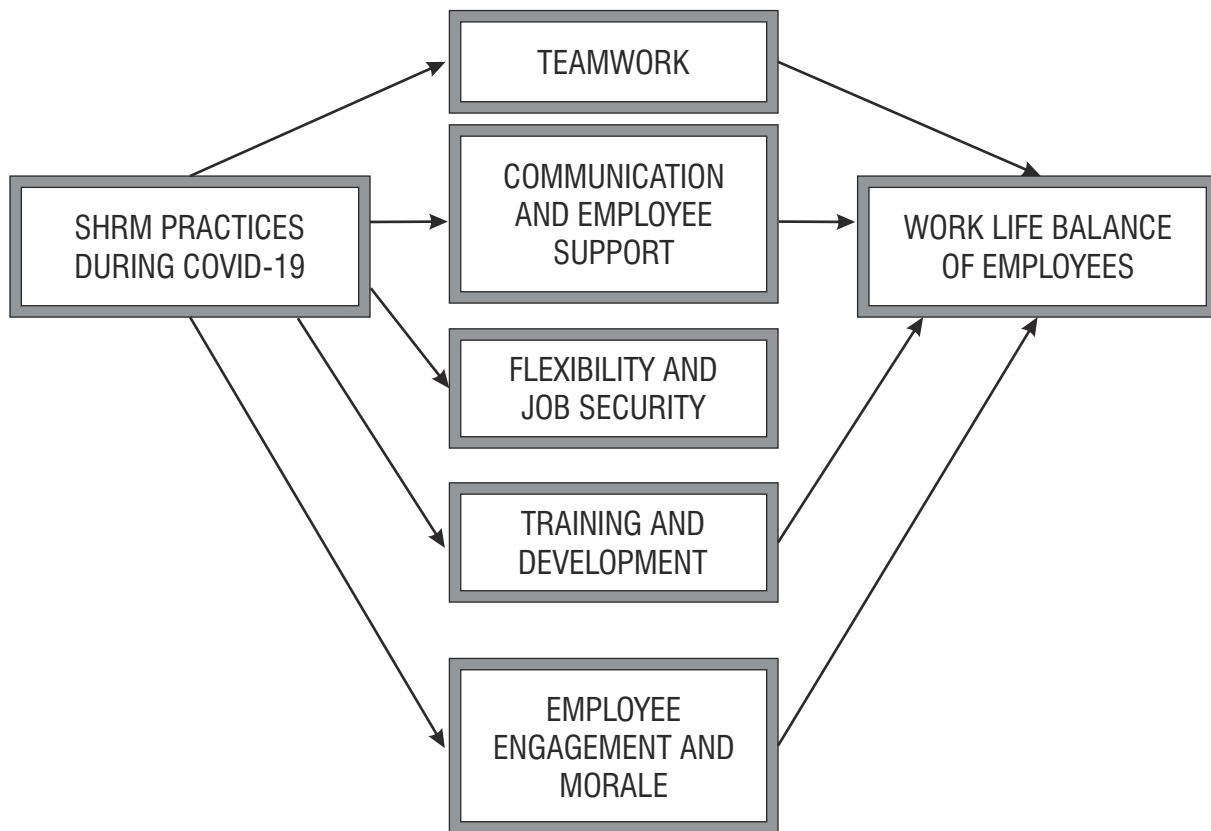 TEAMWORK
COMMUNICATION
AND EMPLOYEE
SUPPORT
SHRM PRACTICES
DURING COVID-19
WORK LIFE BALANCE
OF EMPLOYEES
FLEXIBILITY AND
JOB SECURITY
TRAINING AND
DEVELOPMENT
EMPLOYEE
ENGAGEMENT AND
MORALE